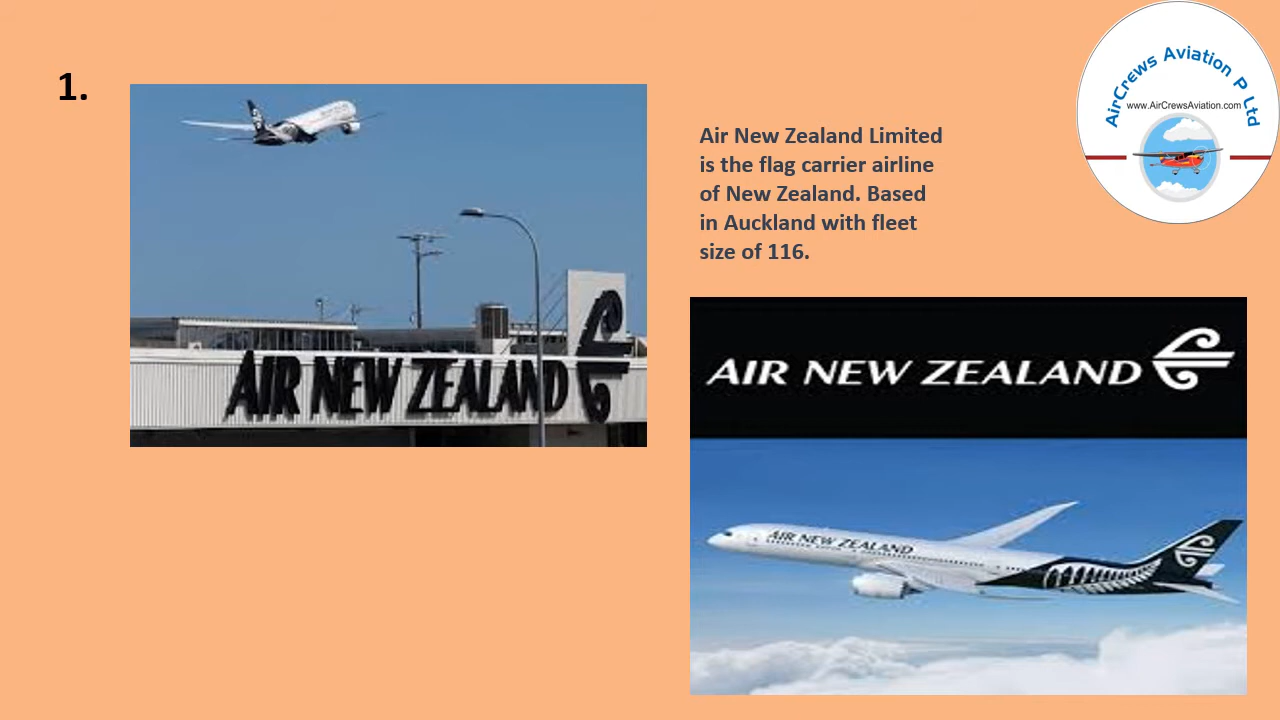 1.
AirCrews Aviation P Ltd
www.AirCrewsAviation.com
Air New Zealand Limited
is the flag carrier airline
of New Zealand. Based
in Auckland with fleet
size of 116.
AIR NEW ZEALAND
AIR NEW ZEALAND
AIR NEW ZEALAND